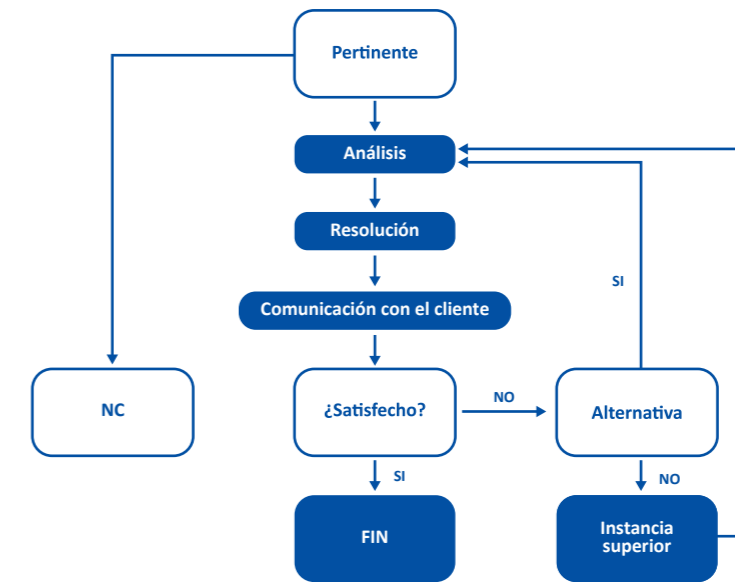 Pertinente
Análisis
Resolución
SI
Comunicación con el cliente
NC
¿Satisfecho?
NO
Alternativa
SI
NO
FIN
Instancia
superior